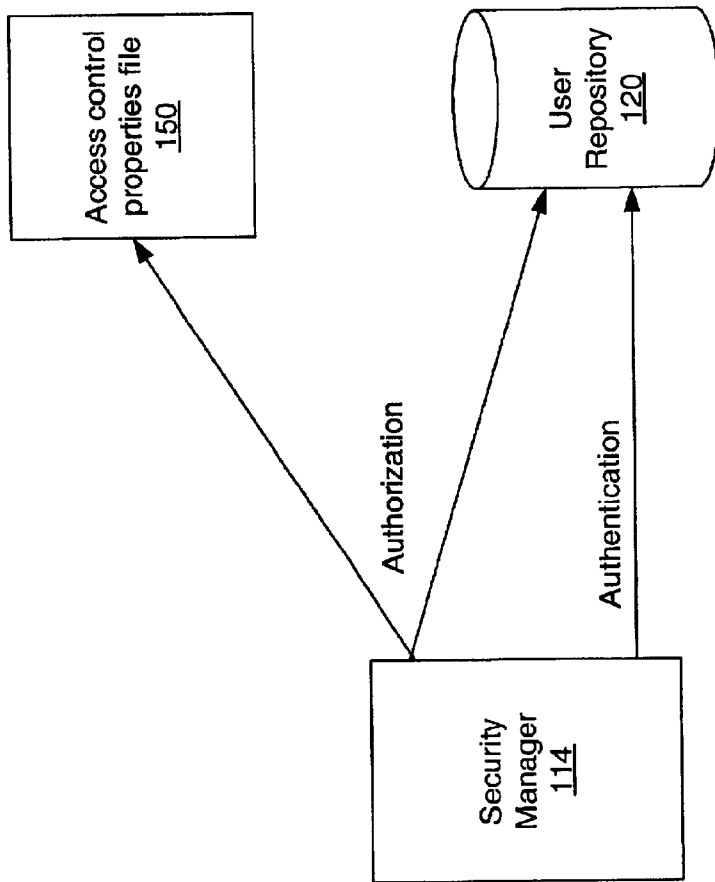 Access control
properties file
150
User
Repository
120
Authorization
Authentication
Security
Manager
114